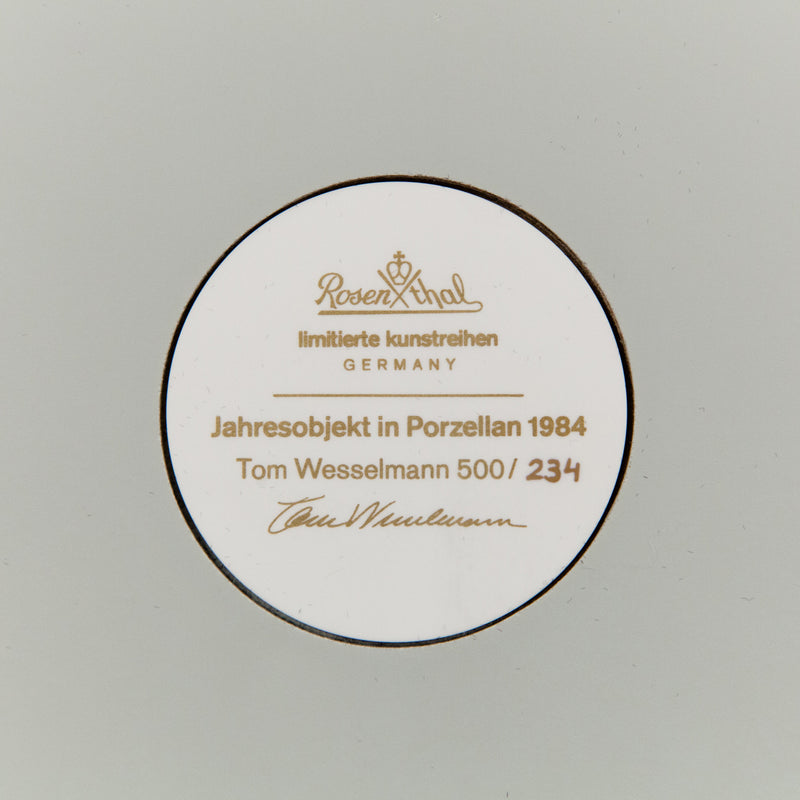 Rosenthal
limitierte kunstreihen
GERMANY
Jahresobjekt in Porzellan 1984
Tom Wesselmann 500/ 234
Tom Wesselmann